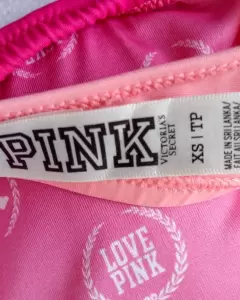 PINK
VICTORIA'S
SECRET
XS | TP
MADE IN SRI LANKA/
FAIT AU SRI LANKA/
LOVE
PINK